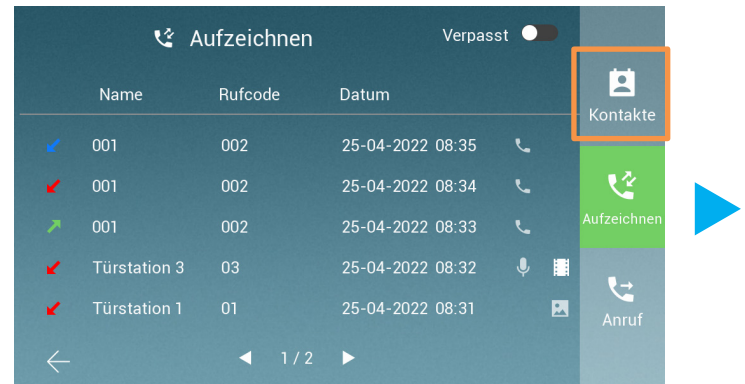 Aufzeichnen
Verpasst
Name Rufcode Datum
001 002 25-04-2022 08:35
001 002 25-04-2022 08:34
001 002 25-04-2022 08:33
Türstation 3 03 25-04-2022 08:32
Türstation 1 01 25-04-2022 08:31
1 / 2
Kontakte
Aufzeichnen
Anruf